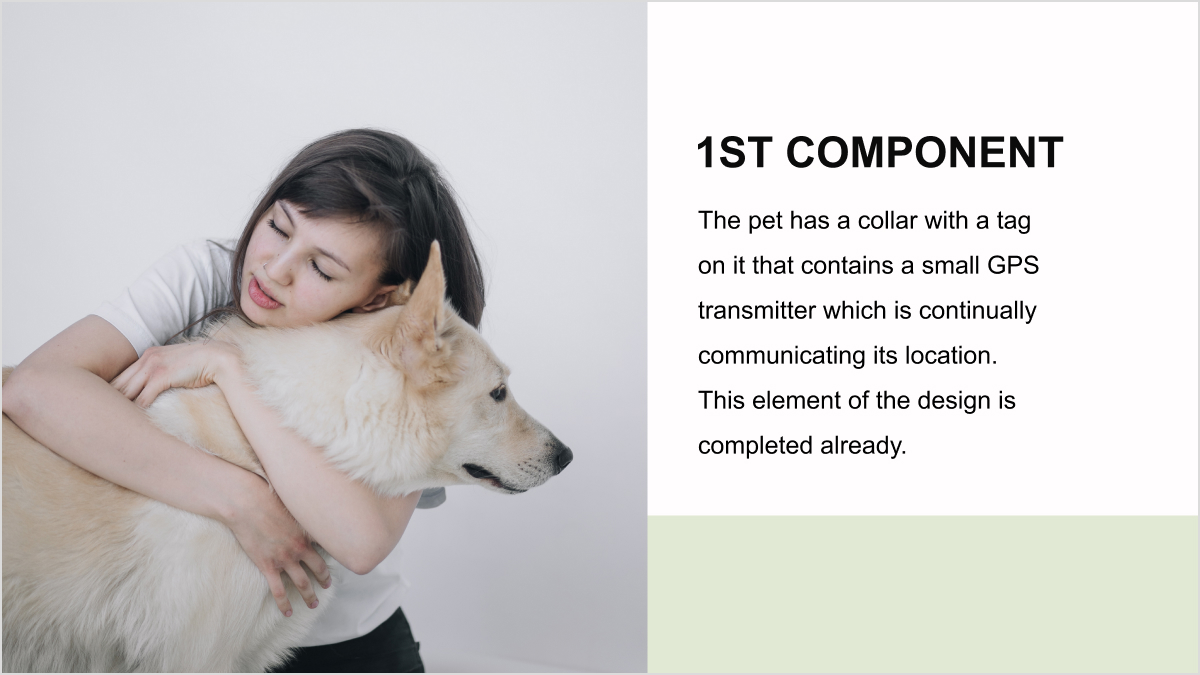 1ST COMPONENT
The pet has a collar with a tag
on it that contains a small GPS
transmitter which is continually
communicating its location.
This element of the design is
completed already.